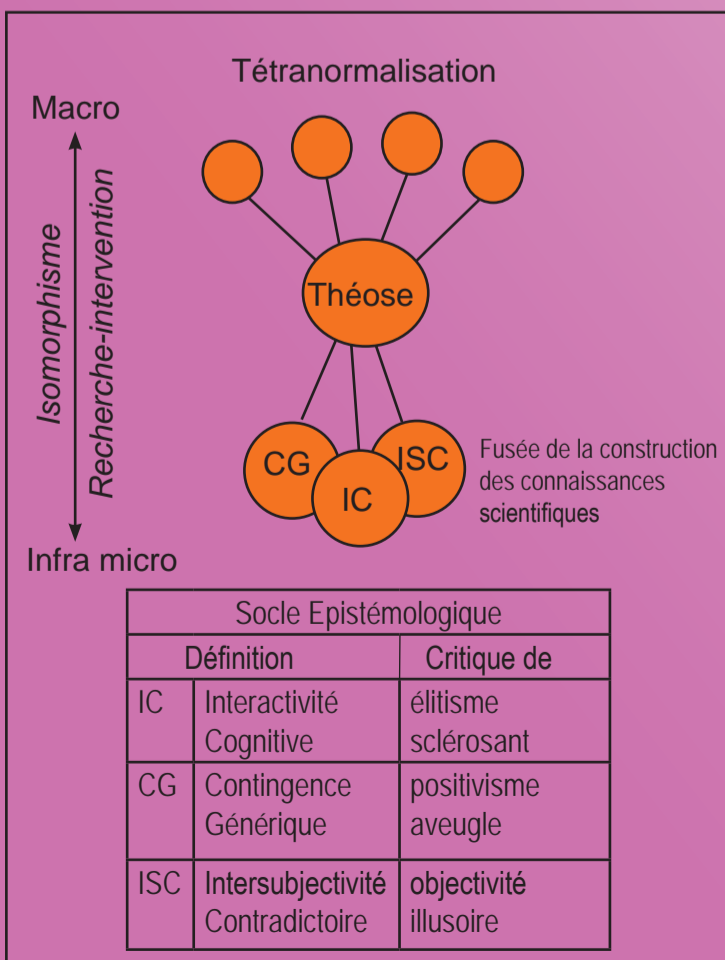 Tétranormalisation
Macro
Isomorphisme
Recherche-intervention
Théose
CG
ISC
IC
Fusée de la construction
des connaissances
scientifiques
Infra micro
Socle Epistémologique
Définition
Critique de
IC
Interactivité
Cognitive
élitisme
sclérosant
CG
Contingence
Générique
positivisme
aveugle
ISC
Intersubjectivité
Contradictoire
objectivité
illusoire